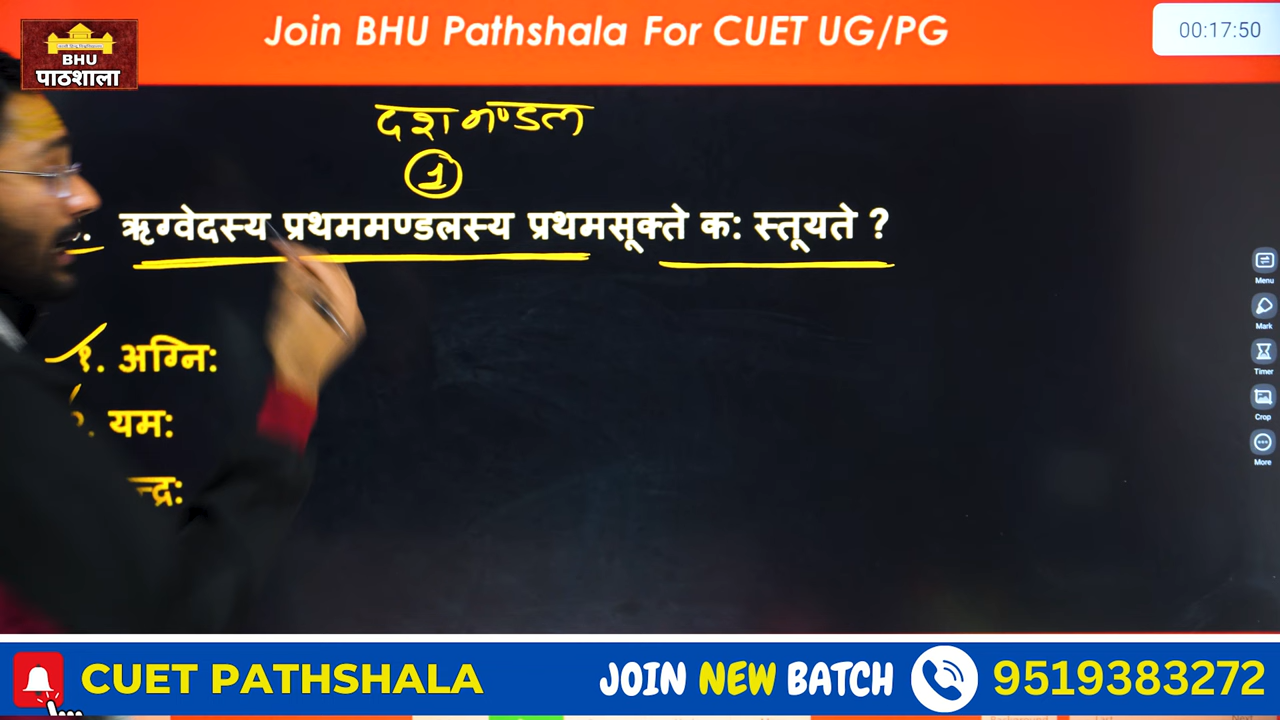 Join BHU Pathshala For CUET UG/PG
00:17:50
BHU
पाठशाला
दशमण्डल
1
ऋग्वेदस्य प्रथममण्डलस्य प्रथमसूक्ते क: स्तूयते ?
१. अग्नि:
यम:
Menu
Mark
Timer
Crop
More
CUET PATHSHALA
JOIN NEW BATCH
9519383272